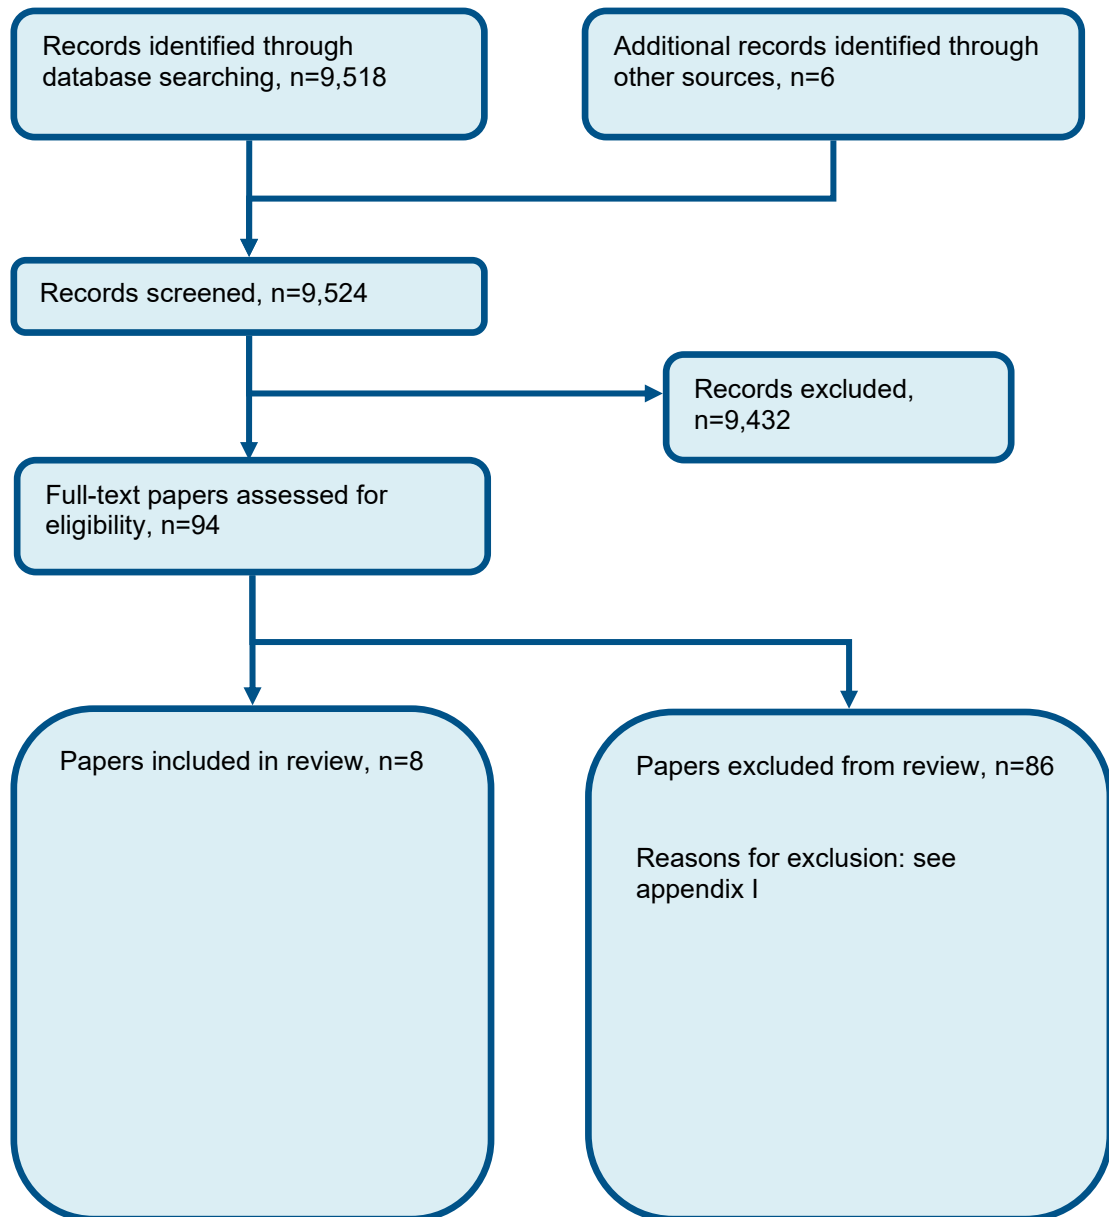 Records identified through
database searching, n=9,518
Additional records identified through
other sources, n=6
Records screened, n=9,524
Records excluded,
n=9,432
Full-text papers assessed for
eligibility, n=94
Papers included in review, n=8
Papers excluded from review, n=86
Reasons for exclusion: see
appendix I